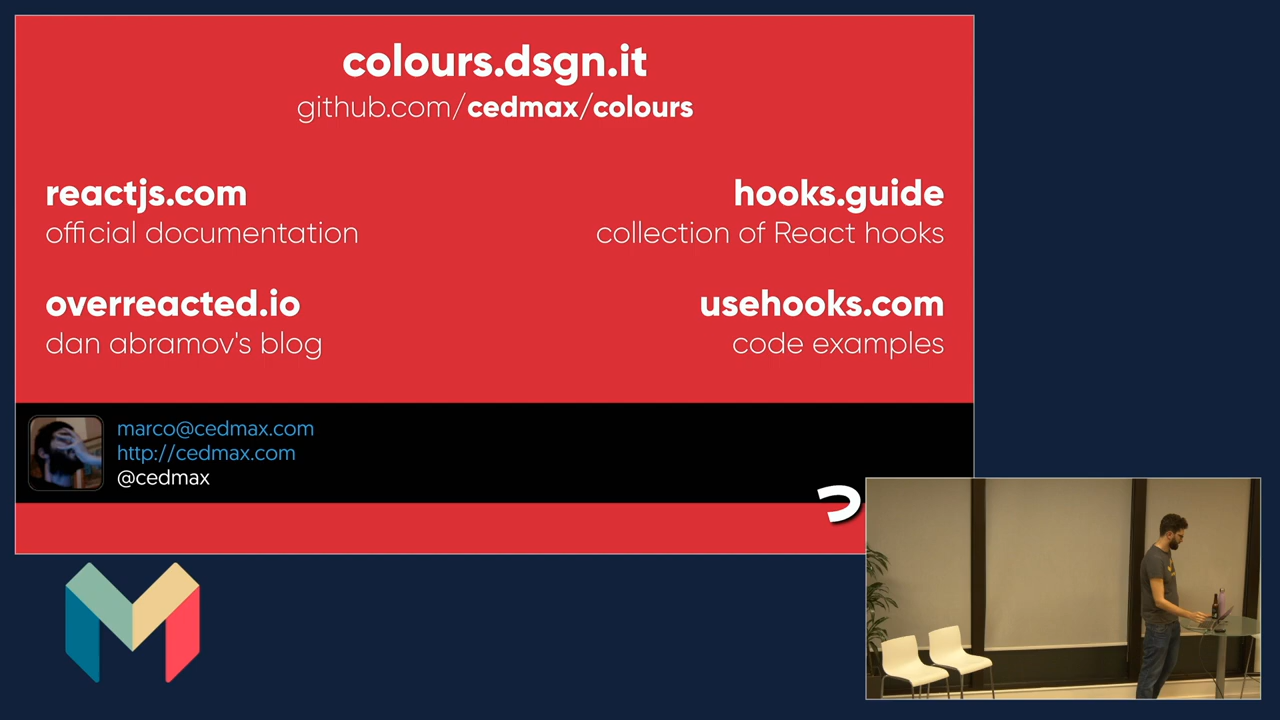 colours.dsgn.it
github.com/cedmax/colours
reactjs.com
official documentation
overreacted.io
dan abramov's blog
hooks.guide
collection of React hooks
usehooks.com
code examples
marco@cedmax.com
http://cedmax.com
@cedmax